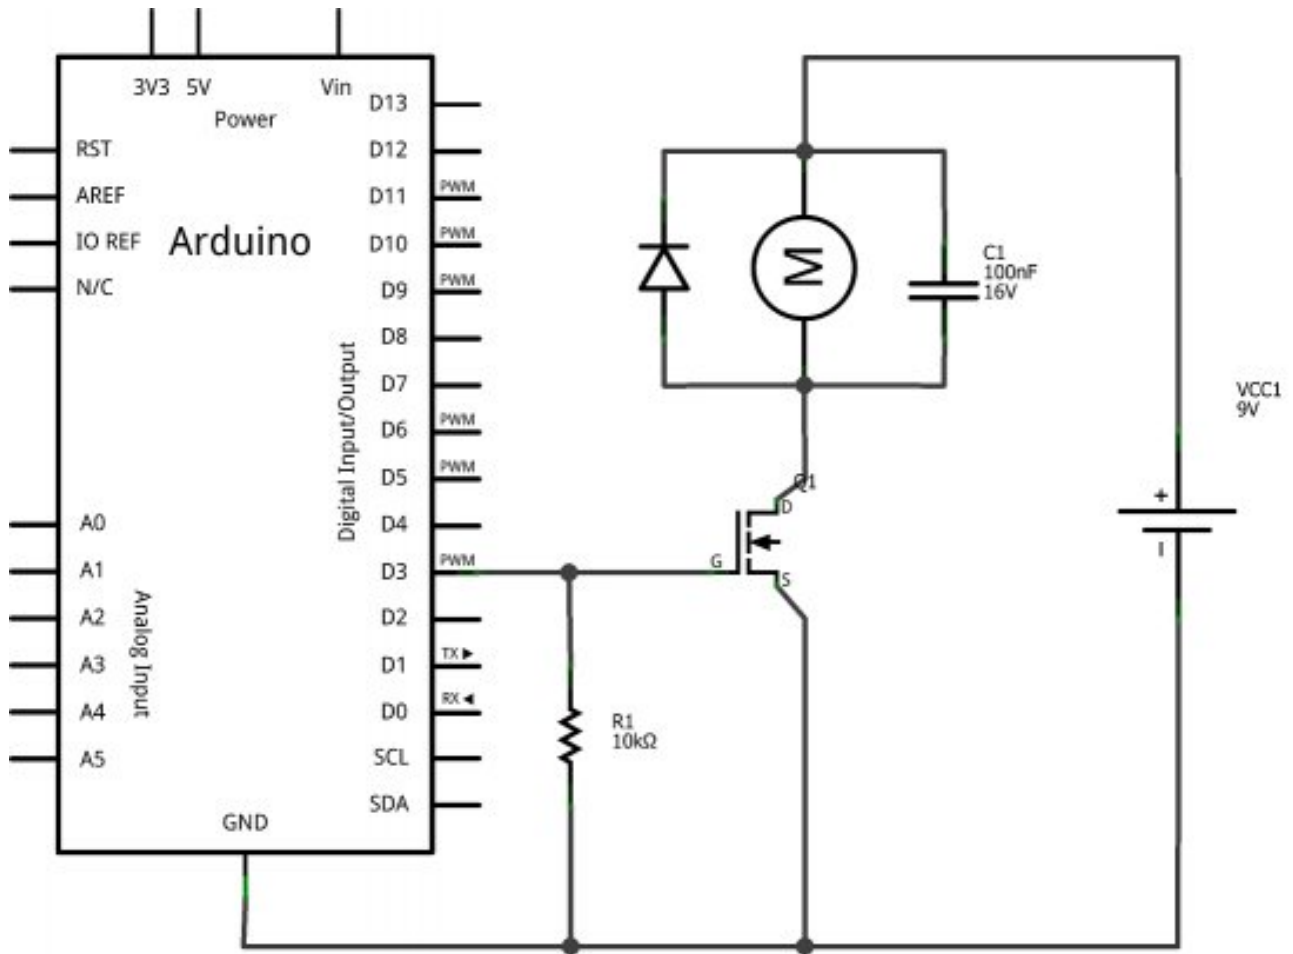 3V3 5V Vin
Power
Arduino
RST
AREF
IO REF
N/C
A0
A1
A2
A3
A4
A5
Analog Input
Digital Input/Output
D13
D12
D11 PWM
D10 PWM
D9 PWM
D8
D7
D6 PWM
D5 PWM
D4
D3 PWM
D2
D1 TX ▶
D0 RX ◀
SCL
SDA
GND
R1
10kΩ
M
C1
100nF
16V
Q1
D
G
S
VCC1
9V
+